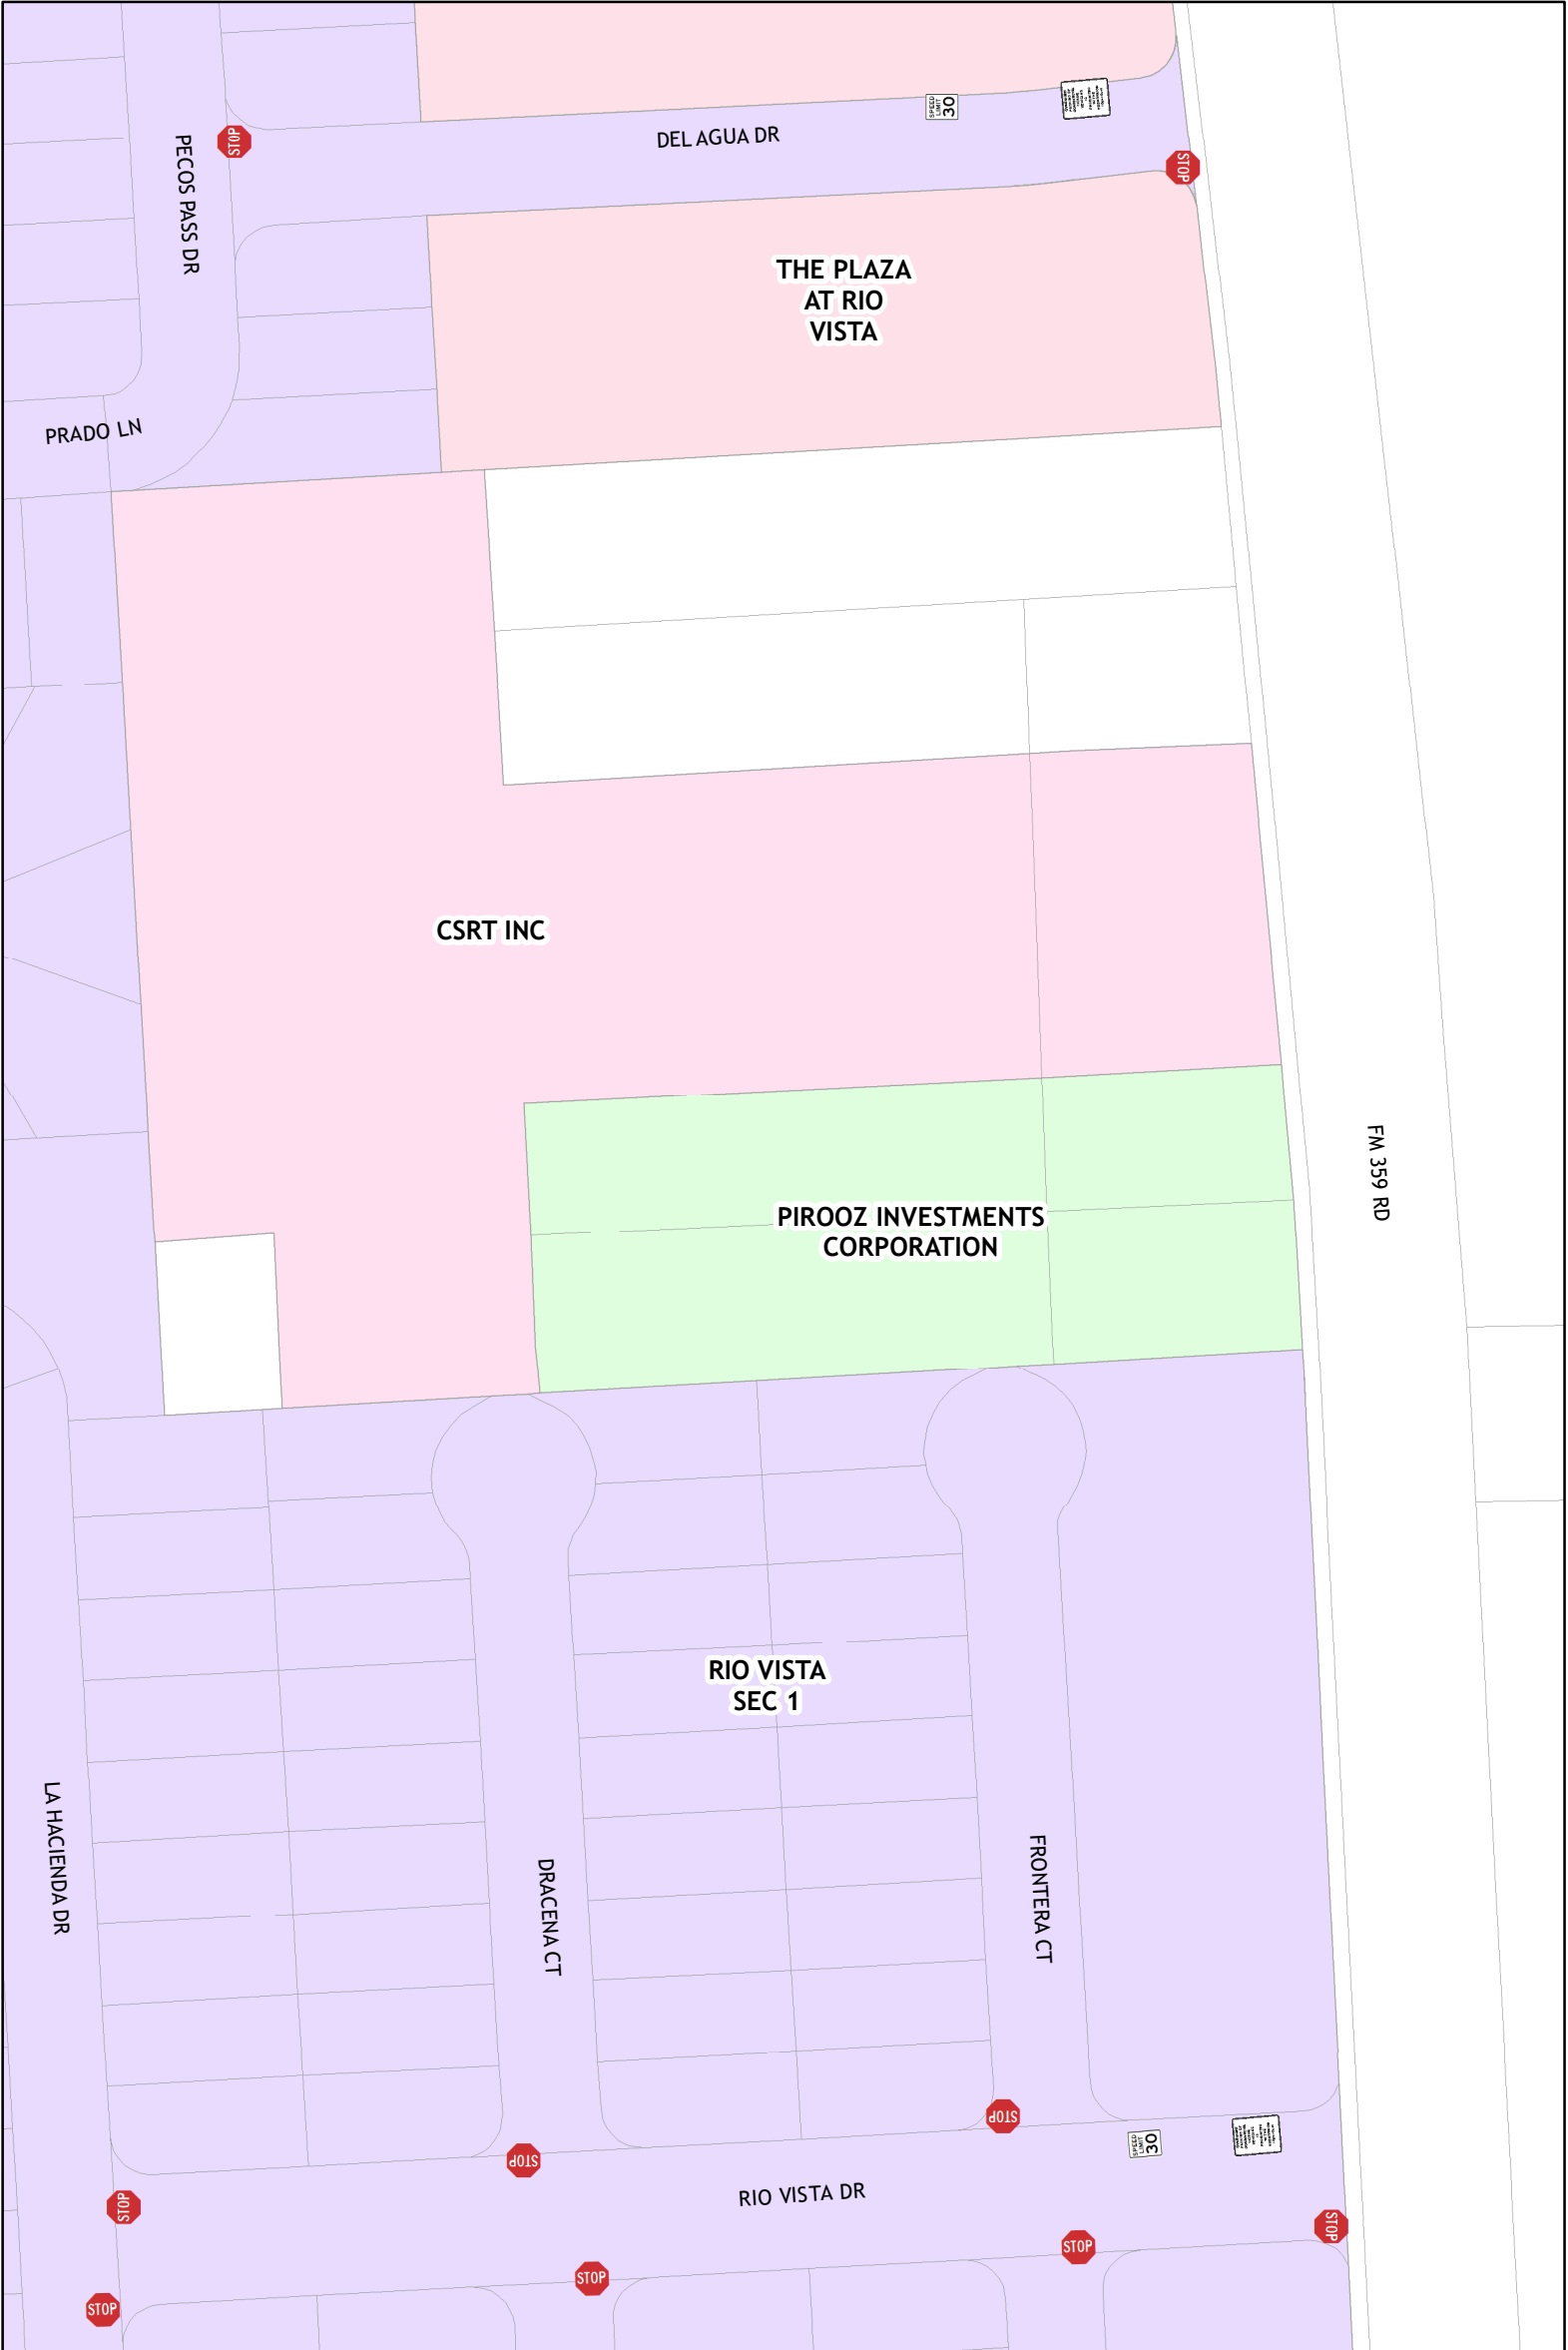 SPEED
LIMIT
30
STOP
DEL AGUA DR
STOP
PECOS PASS DR
THE PLAZA
AT RIO
VISTA
PRADO LN
CSRT INC
FM 359 RD
PIROOZ INVESTMENTS
CORPORATION
RIO VISTA
SEC 1
LA HACIENDA DR
DRACENA CT
FRONTERA CT
STOP
SPEED
LIMIT
30
STOP
RIO VISTA DR
STOP
STOP
STOP
STOP
STOP